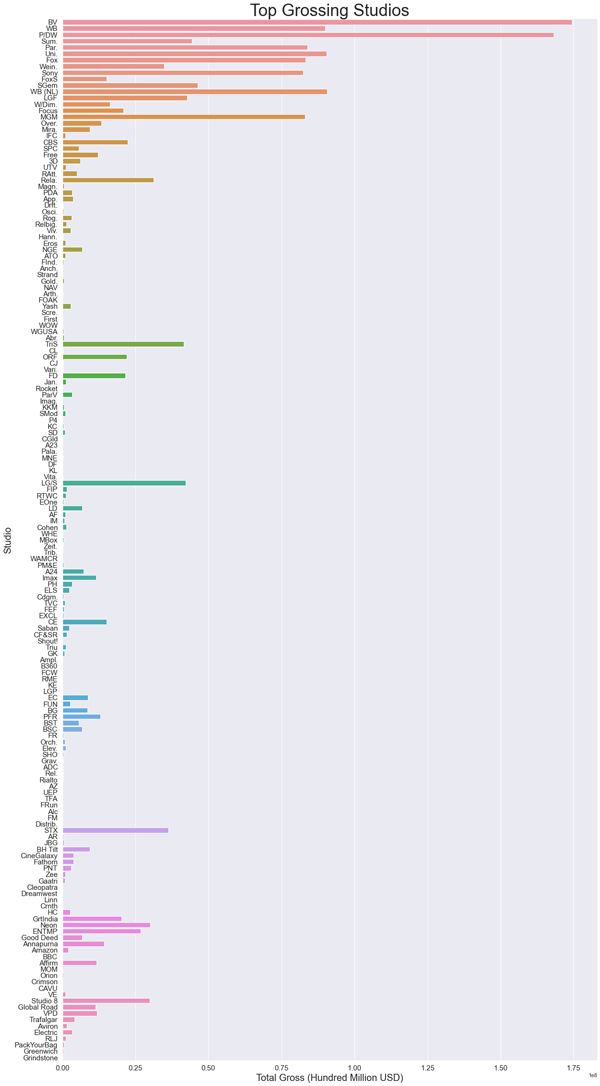 Top Grossing Studios
BV
WB
P/DW
Sum.
Par.
Uni.
Fox
Wein.
Sony
FoxS
SGem
WB (NL)
LGF
W/Dim.
Focus
MGM
Over.
Mira.
IFC
CBS
SPC
Free
3D
UTV
RAtt.
Rela.
Magn.
PDA
App.
Drft.
Osci.
Rog.
Relbig.
Viv.
Hann.
Eros
NGE
ATO
FInd.
Anch.
Strand
Gold.
NAV
Arth.
FOAK
Yash
Scre.
First
WOW
WGUSA
Abr.
TriS
CL
ORF
CJ
Vari.
FD
Jan.
Rocket
ParV
Imag.
KKM
SMod
P4
KC
SD
CGld
A23
Pala.
MNE
DF
KL
Vita.
LG/S
FIP
RTWC
EOne
LD
AF
IM
Cohen
WHE
MBox
Zeit.
Trib.
WAMCR
PM&E
A24
Imax
PH
ELS
Cdgm.
TVC
FEF
EXCL
CE
Saban
CF&SR
Shout!
Triu
GK
Ampl.
B360
FCW
RME
KE
LGP
EC
FUN
BG
PFR
BST
BSC
FR
Orch.
Elev.
SHO
Grav.
ADC
Rel.
Rialto
AZ
UEP
TFA
FRun
Alc
FM
Distrib.
STX
AR
JBG
BH Tilt
CineGalaxy
Fathom
PNT
Zee
Gaatri
Cleopatra
Dreamwest
Linn
Crnth
HC
GrtIndia
Neon
ENTMP
Good Deed
Annapurna
Amazon
BBC
Affirm
MOM
Orion
Crimson
CAVU
VE
Studio 8
Global Road
VPD
Trafalgar
Aviron
Electric
RLJ
PackYourBag
Greenwich
Grindstone
Studio
0.00 0.25 0.50 0.75 1.00 1.25 1.50 1.75
1e8
Total Gross (Hundred Million USD)